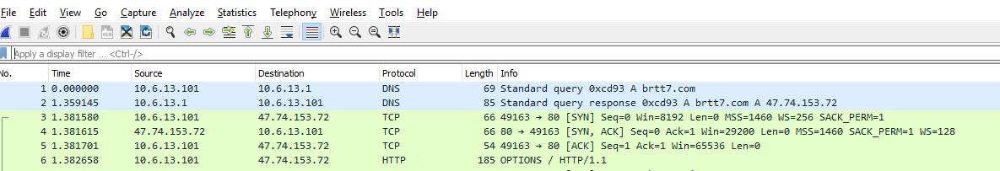 File Edit View Go Capture Analyze Statistics Telephony Wireless Tools Help
Apply a display filter ... <Ctrl-/>
No. Time Source Destination Protocol Length Info
1 0.000000 10.6.13.101 10.6.13.1 DNS 69 Standard query 0xcd93 A brtt7.com
2 1.359145 10.6.13.1 10.6.13.101 DNS 85 Standard query response 0xcd93 A brtt7.com A 47.74.153.72
3 1.381580 10.6.13.101 47.74.153.72 TCP 66 49163 → 80 [SYN] Seq=0 Win=8192 Len=0 MSS=1460 WS=256 SACK_PERM=1
4 1.381615 47.74.153.72 10.6.13.101 TCP 66 80 → 49163 [SYN, ACK] Seq=0 Ack=1 Win=29200 Len=0 MSS=1460 SACK_PERM=1 WS=128
5 1.381701 10.6.13.101 47.74.153.72 TCP 54 49163 → 80 [ACK] Seq=1 Ack=1 Win=65536 Len=0
6 1.382658 10.6.13.101 47.74.153.72 HTTP 185 OPTIONS / HTTP/1.1